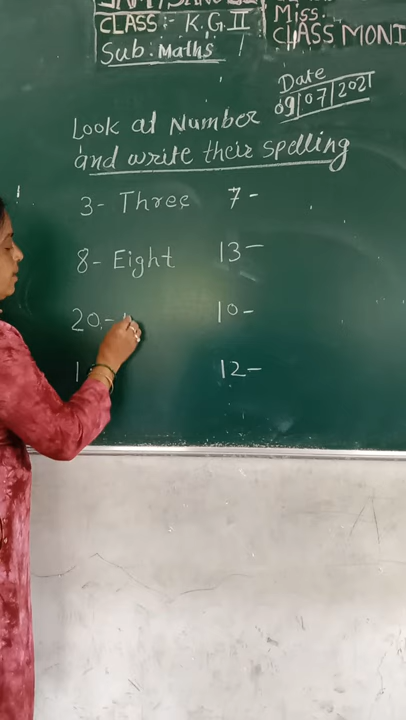 CLASS:- K.G II
Miss.
Sub: Maths
CLASS MONI
Date
09/07/2021
Look at Number
and write their spelling
3- Three 7-
8- Eight 13-
20- 10-
1 12-